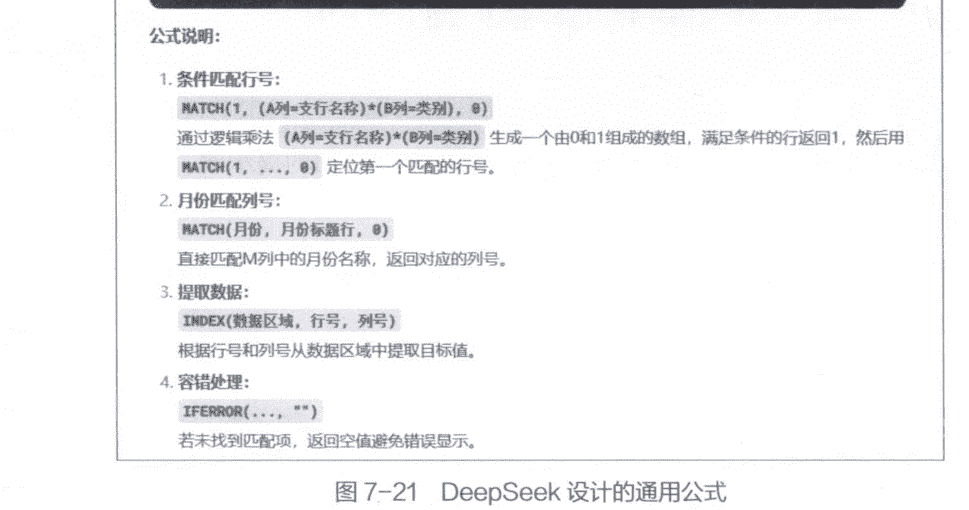 公式说明:
1. 条件匹配行号:
MATCH(1, (A列=支行名称)*(B列=类别), 0)
通过逻辑乘法 (A列=支行名称)*(B列=类别) 生成一个由0和1组成的数组，满足条件的行返回1，然后用
MATCH(1, ..., 0) 定位第一个匹配的行号。
2. 月份匹配列号:
MATCH(月份, 月份标题行, 0)
直接匹配M列中的月份名称，返回对应的列号。
3. 提取数据:
INDEX(数据区域, 行号, 列号)
根据行号和列号从数据区域中提取目标值。
4. 容错处理:
IFERROR(..., "")
若未找到匹配项，返回空值避免错误显示。
图 7-21 DeepSeek 设计的通用公式